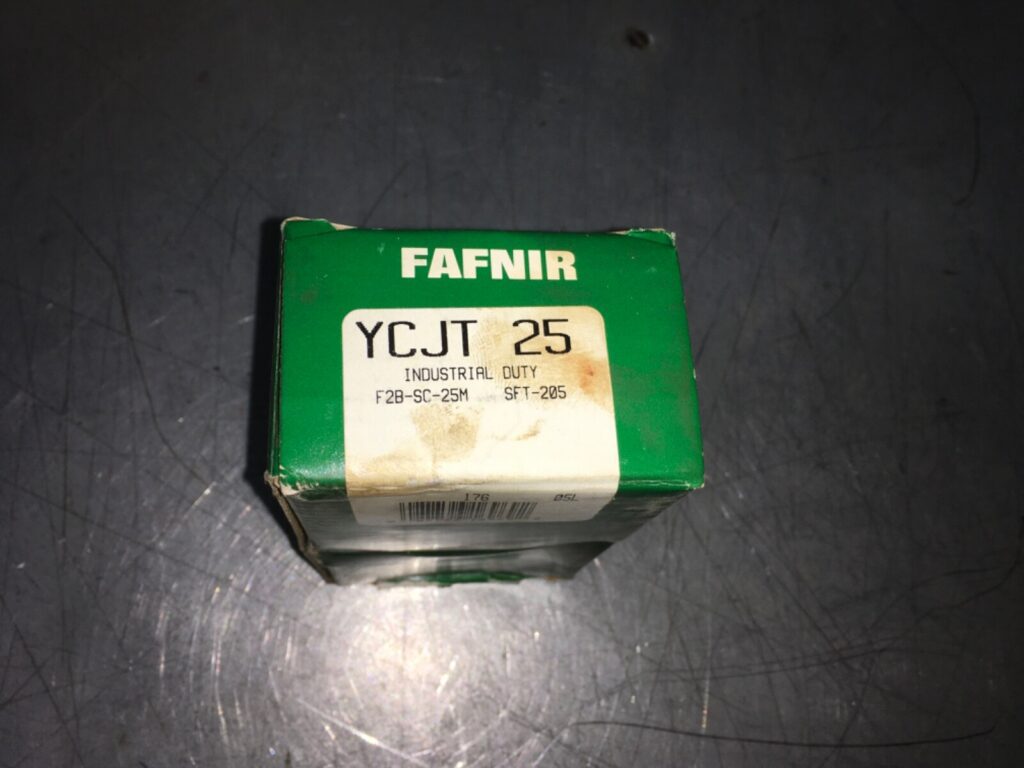 FAFNIR
YCJT 25
INDUSTRIAL DUTY
F2B-SC-25M SFT-205
176 05L